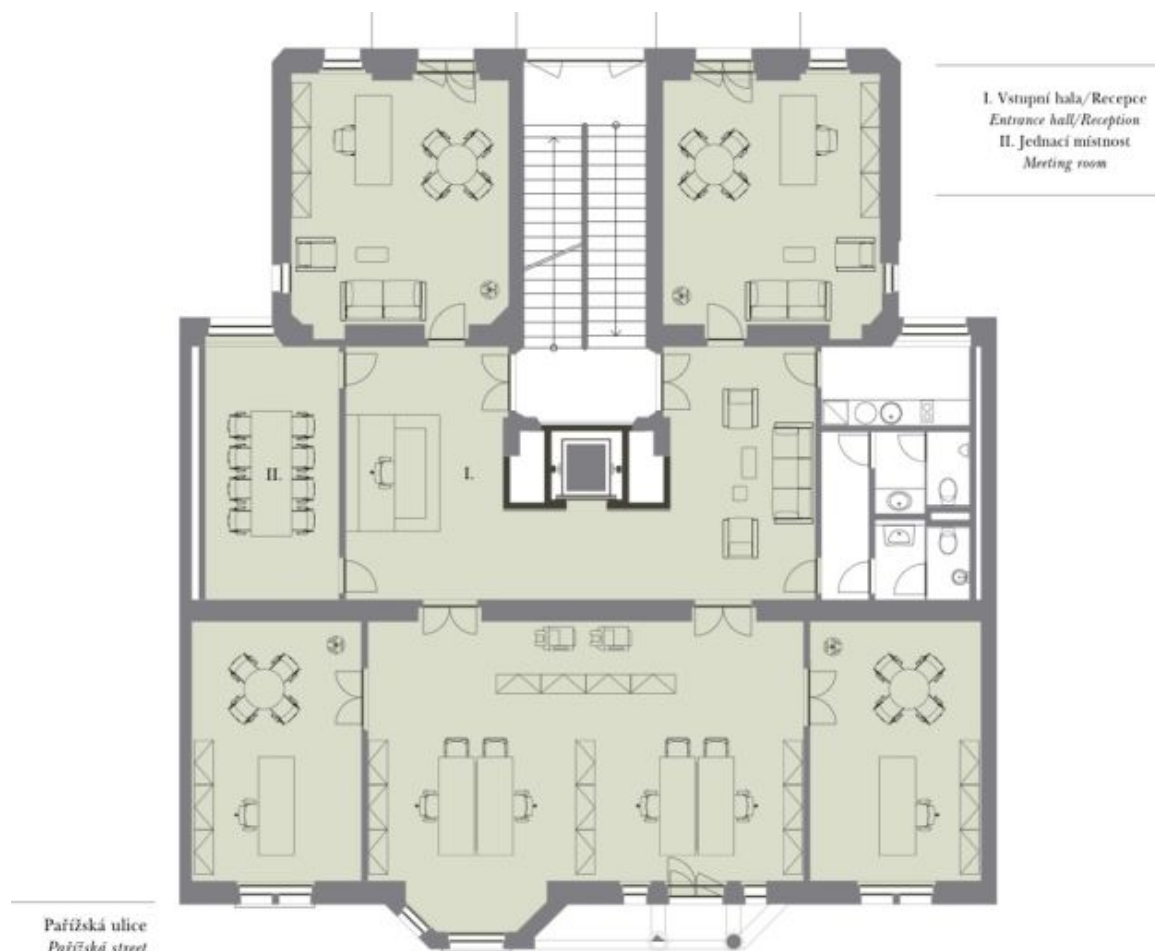 I. Vstupní hala/Recepce
Entrance hall/Reception
II. Jednací místnost
Meeting room
II.
I.
Pařížská ulice
Pařížská street